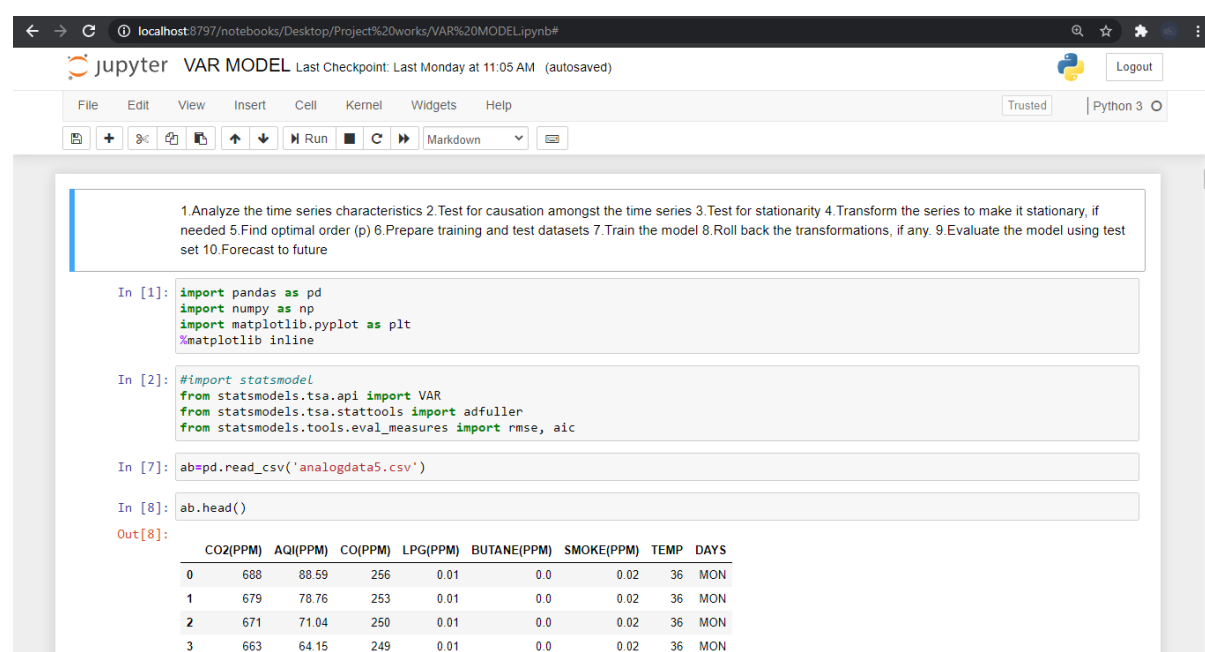 localhost:8797/notebooks/Desktop/Project%20works/VAR%20MODEL.ipynb#
jupyter VAR MODEL Last Checkpoint: Last Monday at 11:05 AM (autosaved) Logout
File Edit View Insert Cell Kernel Widgets Help Trusted Python 3
Run Markdown
1.Analyze the time series characteristics 2.Test for causation amongst the time series 3.Test for stationarity 4.Transform the series to make it stationary, if
needed 5.Find optimal order (p) 6.Prepare training and test datasets 7.Train the model 8.Roll back the transformations, if any. 9.Evaluate the model using test
set 10.Forecast to future
In [1]: import pandas as pd
import numpy as np
import matplotlib.pyplot as plt
%matplotlib inline
In [2]: #import statsmodel
from statsmodels.tsa.api import VAR
from statsmodels.tsa.stattools import adfuller
from statsmodels.tools.eval_measures import rmse, aic
In [7]: ab=pd.read_csv('analogdata5.csv')
In [8]: ab.head()
Out[8]:
CO2(PPM) AQI(PPM) CO(PPM) LPG(PPM) BUTANE(PPM) SMOKE(PPM) TEMP DAYS
0 688 88.59 256 0.01 0.0 0.02 36 MON
1 679 78.76 253 0.01 0.0 0.02 36 MON
2 671 71.04 250 0.01 0.0 0.02 36 MON
3 663 64.15 249 0.01 0.0 0.02 36 MON